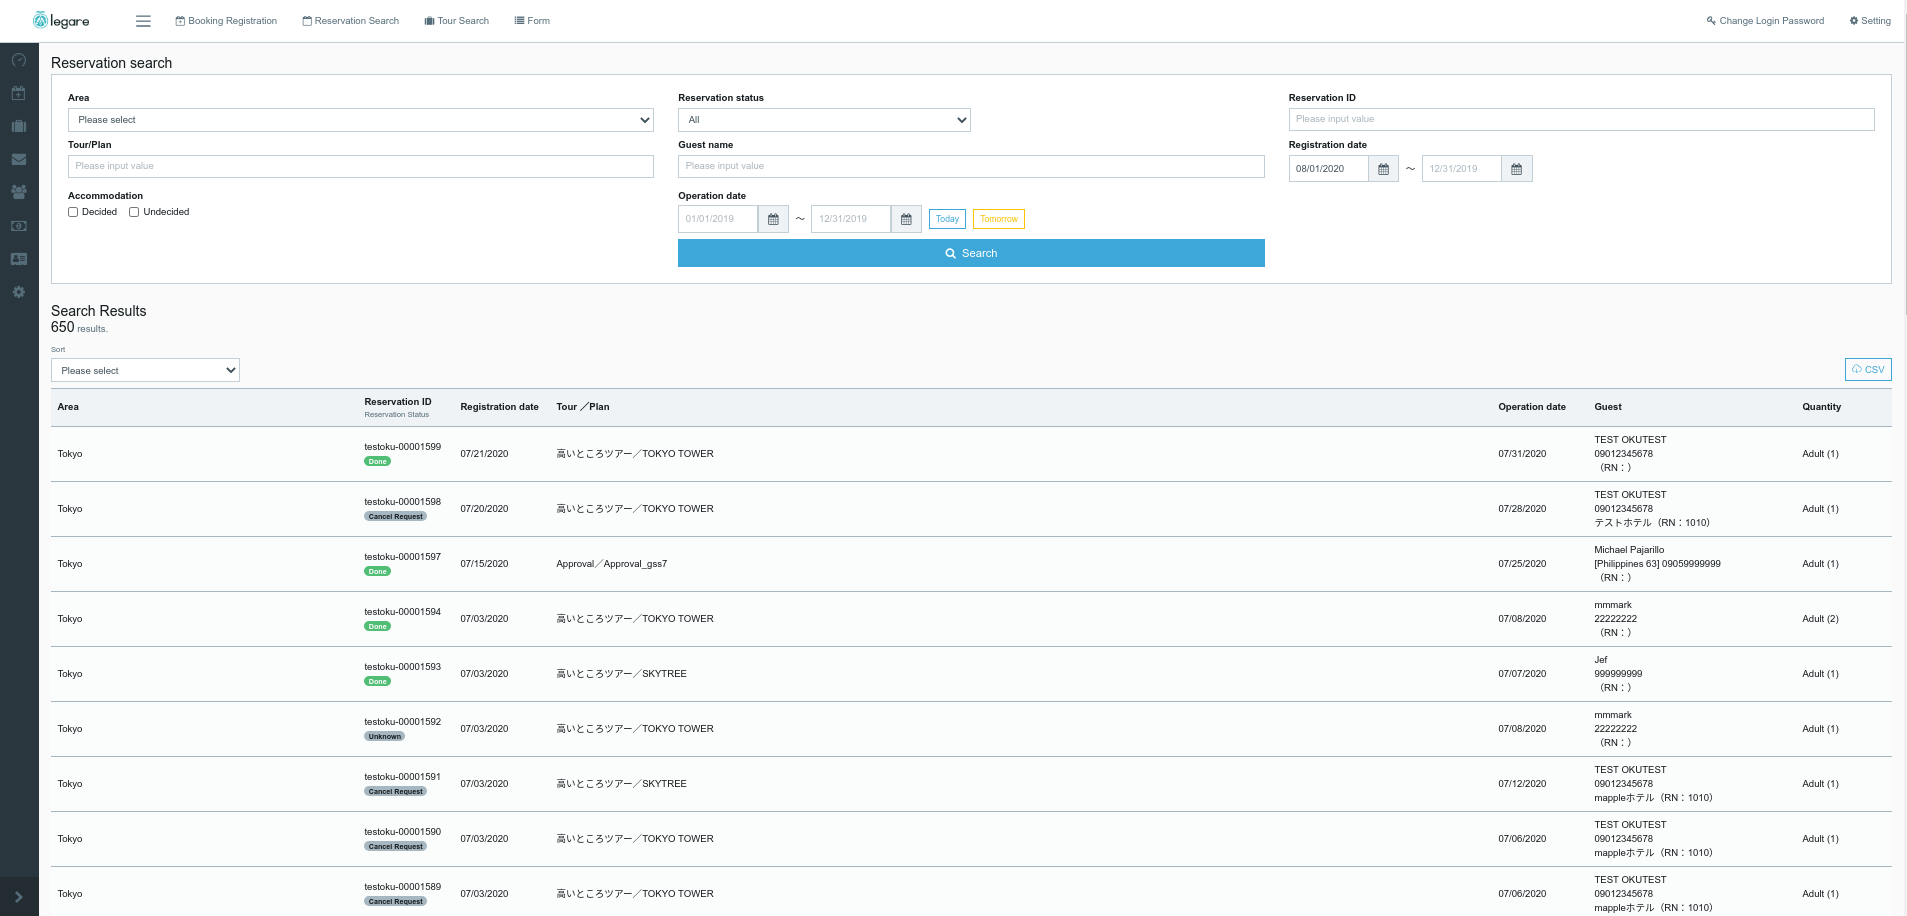 legare
Booking Registration
Reservation Search
Tour Search
Form
Change Login Password
Setting
Reservation search
Area
Reservation status
Reservation ID
Please select
All
Please input value
Tour/Plan
Guest name
Registration date
Please input value
Please input value
08/01/2020 ～ 12/31/2019
Accommodation
Operation date
Decided Undecided
01/01/2019 ～ 12/31/2019 Today Tomorrow
Search
Search Results
650 results.
Sort
Please select
CSV
Area
Reservation ID
Reservation Status
Registration date
Tour ／Plan
Operation date
Guest
Quantity
Tokyo
testoku-00001599
Done
07/21/2020
高いところツアー／TOKYO TOWER
07/31/2020
TEST OKUTEST
09012345678
（RN：）
Adult (1)
Tokyo
testoku-00001598
Cancel Request
07/20/2020
高いところツアー／TOKYO TOWER
07/28/2020
TEST OKUTEST
09012345678
テストホテル（RN：1010）
Adult (1)
Tokyo
testoku-00001597
Done
07/15/2020
Approval／Approval_gss7
07/25/2020
Michael Pajarillo
[Philippines 63] 09059999999
（RN：）
Adult (1)
Tokyo
testoku-00001594
Done
07/03/2020
高いところツアー／TOKYO TOWER
07/08/2020
mmmark
22222222
（RN：）
Adult (2)
Tokyo
testoku-00001593
Done
07/03/2020
高いところツアー／SKYTREE
07/07/2020
Jef
999999999
（RN：）
Adult (1)
Tokyo
testoku-00001592
Unknown
07/03/2020
高いところツアー／TOKYO TOWER
07/08/2020
mmmark
22222222
（RN：）
Adult (1)
Tokyo
testoku-00001591
Cancel Request
07/03/2020
高いところツアー／SKYTREE
07/12/2020
TEST OKUTEST
09012345678
mappleホテル（RN：1010）
Adult (1)
Tokyo
testoku-00001590
Cancel Request
07/03/2020
高いところツアー／TOKYO TOWER
07/06/2020
TEST OKUTEST
09012345678
mappleホテル（RN：1010）
Adult (1)
Tokyo
testoku-00001589
Cancel Request
07/03/2020
高いところツアー／TOKYO TOWER
07/06/2020
TEST OKUTEST
09012345678
mappleホテル（RN：1010）
Adult (1)